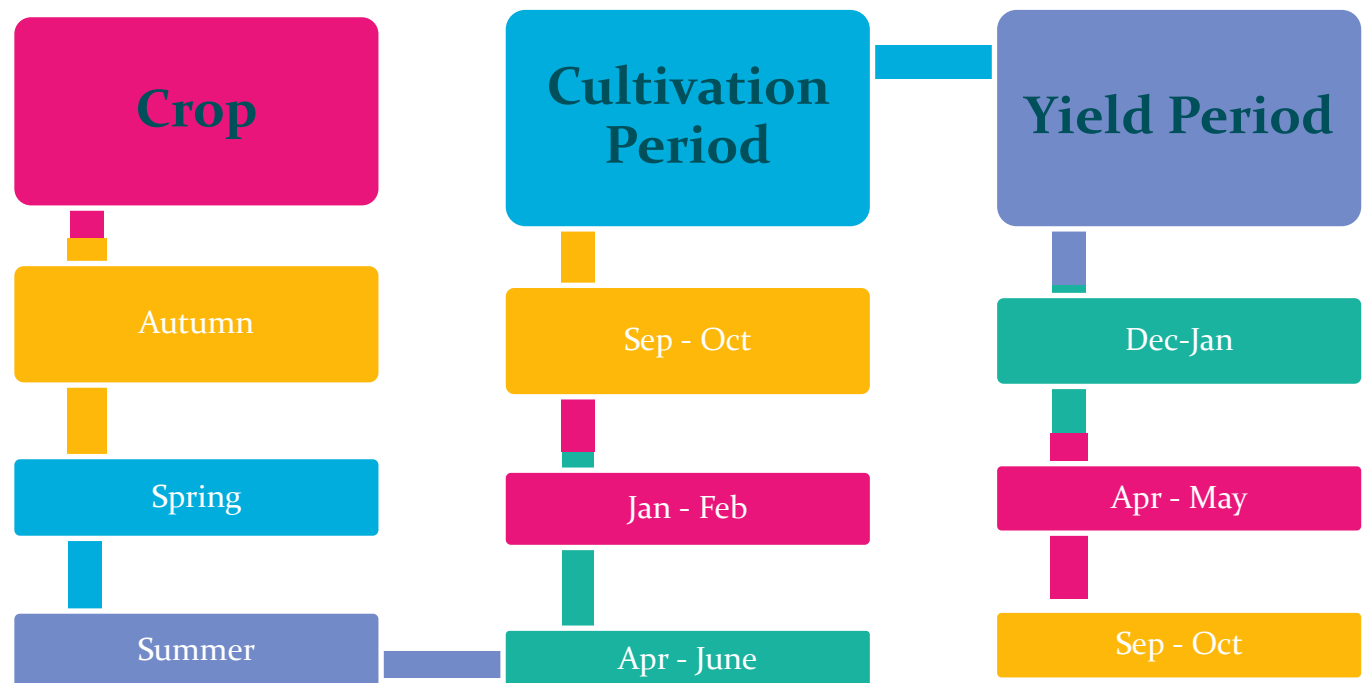 Crop
Autumn
Spring
Summer
Cultivation
Period
Sep - Oct
Jan - Feb
Apr - June
Yield Period
Dec-Jan
Apr - May
Sep - Oct